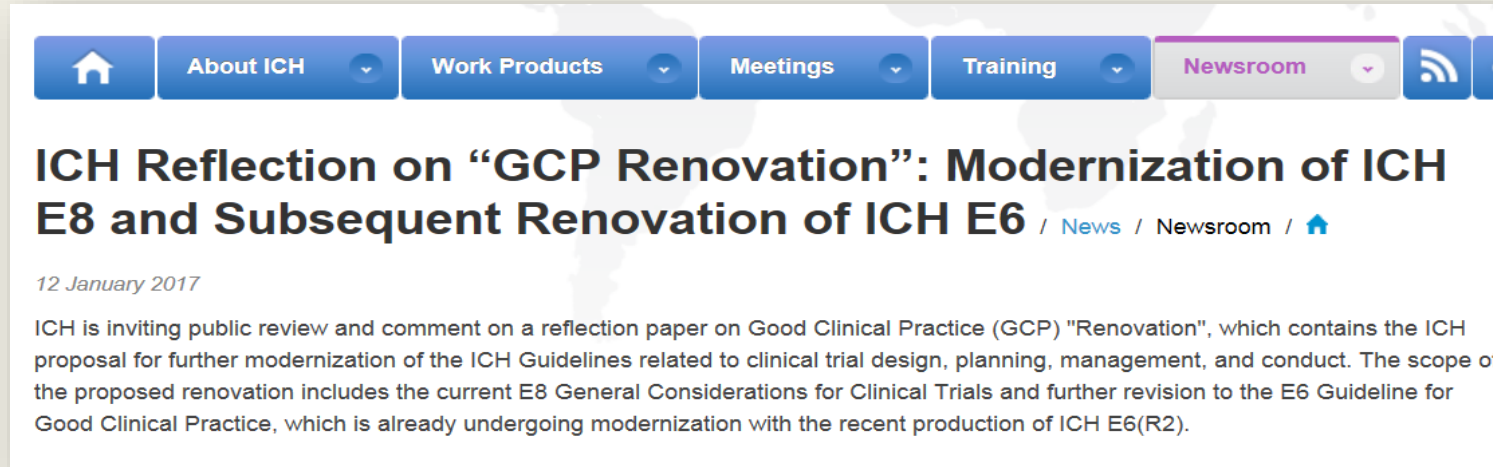 About ICH Work Products Meetings Training Newsroom
ICH Reflection on “GCP Renovation”: Modernization of ICH
E8 and Subsequent Renovation of ICH E6 / News / Newsroom /
12 January 2017
ICH is inviting public review and comment on a reflection paper on Good Clinical Practice (GCP) "Renovation", which contains the ICH
proposal for further modernization of the ICH Guidelines related to clinical trial design, planning, management, and conduct. The scope of
the proposed renovation includes the current E8 General Considerations for Clinical Trials and further revision to the E6 Guideline for
Good Clinical Practice, which is already undergoing modernization with the recent production of ICH E6(R2).